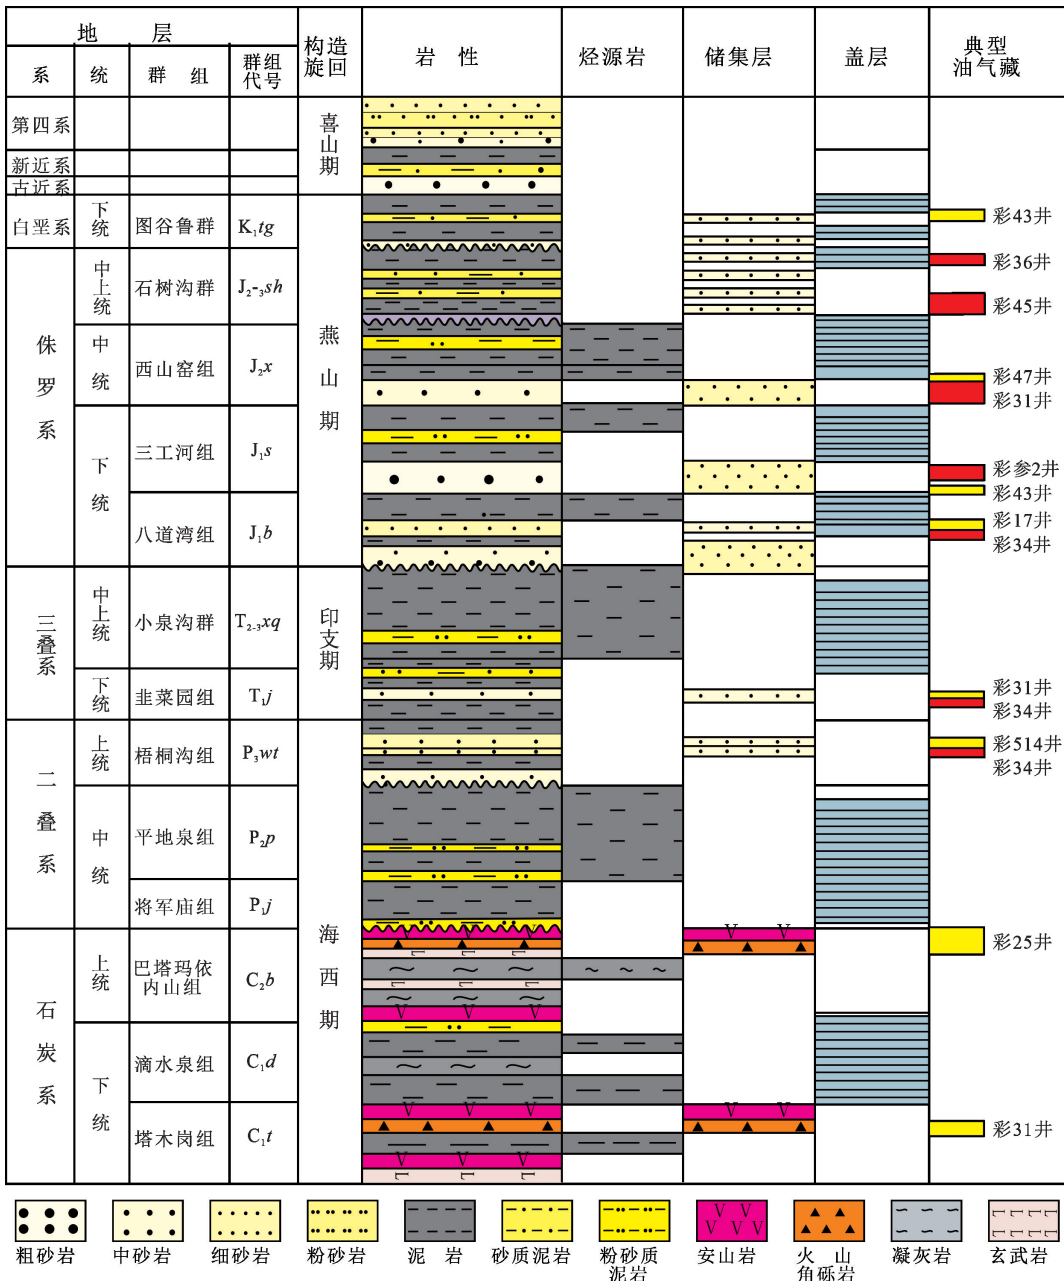 地 层
构造
旋回
岩 性
烃源岩
储集层
盖层
典型
油气藏
系
统
群 组
群组
代号
第四系
喜山期
新近系
古近系
白垩系
下统
图谷鲁群
K₁tg
彩43井
侏罗系
中上统
石树沟群
J₂-₃sh
燕山期
彩36井
彩45井
中统
西山窑组
J₂x
彩47井
彩31井
下统
三工河组
J₁s
彩参2井
彩43井
八道湾组
J₁b
彩17井
彩34井
三叠系
中上统
小泉沟群
T₂₋₃xq
印支期
下统
韭菜园组
T₁j
彩31井
彩34井
二叠系
上统
梧桐沟组
P₃wt
海西期
彩514井
彩34井
中统
平地泉组
P₂p
将军庙组
P₁j
石炭系
上统
巴塔玛依
内山组
C₂b
彩25井
下统
滴水泉组
C₁d
塔木岗组
C₁t
彩31井
粗砂岩
中砂岩
细砂岩
粉砂岩
泥 岩
砂质泥岩
粉砂质
泥岩
安山岩
火 山
角砾岩
凝灰岩
玄武岩